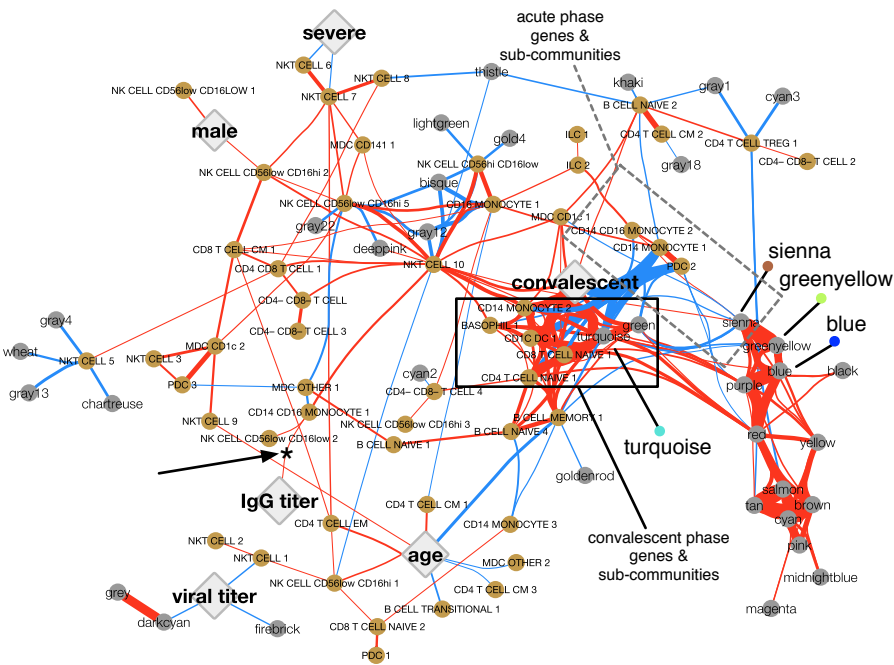 acute phase
genes &
sub-communities
severe
NKT CELL 6
NKT CELL 8
thistle
khaki
gray1
cyan3
NK CELL CD56low CD16LOW 1
NKT CELL 7
B CELL NAIVE 2
male
lightgreen
gold4
ILC 1
CD4 T CELL CM 2
CD4 T CELL TREG 1
MDC CD141 1
NK CELL CD56hi CD16low
ILC 2
gray18
CD4– CD8– T CELL 2
NK CELL CD56low CD16hi 2
bisque
NK CELL CD56low CD16hi 5
CD16 MONOCYTE 1
MDC CD1c 1
gray22
gray12
CD14 CD16 MONOCYTE 2
CD8 T CELL CM 1
deeppink
CD14 MONOCYTE 1
sienna
CD4 CD8 T CELL 1
NKT CELL 10
PDC 2
greenyellow
convalescent
CD4– CD8– T CELL
CD14 MONOCYTE 2
gray4
CD4– CD8– T CELL 3
BASOPHIL 1
green
sienna
blue
CD1C DC 1
turquoise
wheat
NKT CELL 5
NKT CELL 3
MDC CD1c 2
CD8 T CELL NAIVE 1
greenyellow
cyan2
CD4 T CELL NAIVE 1
blue
black
gray13
PDC 3
MDC OTHER 1
CD4– CD8– T CELL 4
purple
chartreuse
CD14 CD16 MONOCYTE 1
NKT CELL 9
NK CELL CD56low CD16hi 3
B CELL MEMORY 1
NK CELL CD56low CD16low 2
B CELL NAIVE 1
B CELL NAIVE 4
red
yellow
*
turquoise
goldenrod
salmon
IgG titer
CD4 T CELL CM 1
tan
brown
CD4 T CELL EM
CD14 MONOCYTE 3
cyan
NKT CELL 2
convalescent phase
genes &
sub-communities
pink
NKT CELL 1
age
MDC OTHER 2
NK CELL CD56low CD16hi 1
CD4 T CELL CM 3
midnightblue
grey
viral titer
B CELL TRANSITIONAL 1
magenta
darkcyan
firebrick
CD8 T CELL NAIVE 2
PDC 1